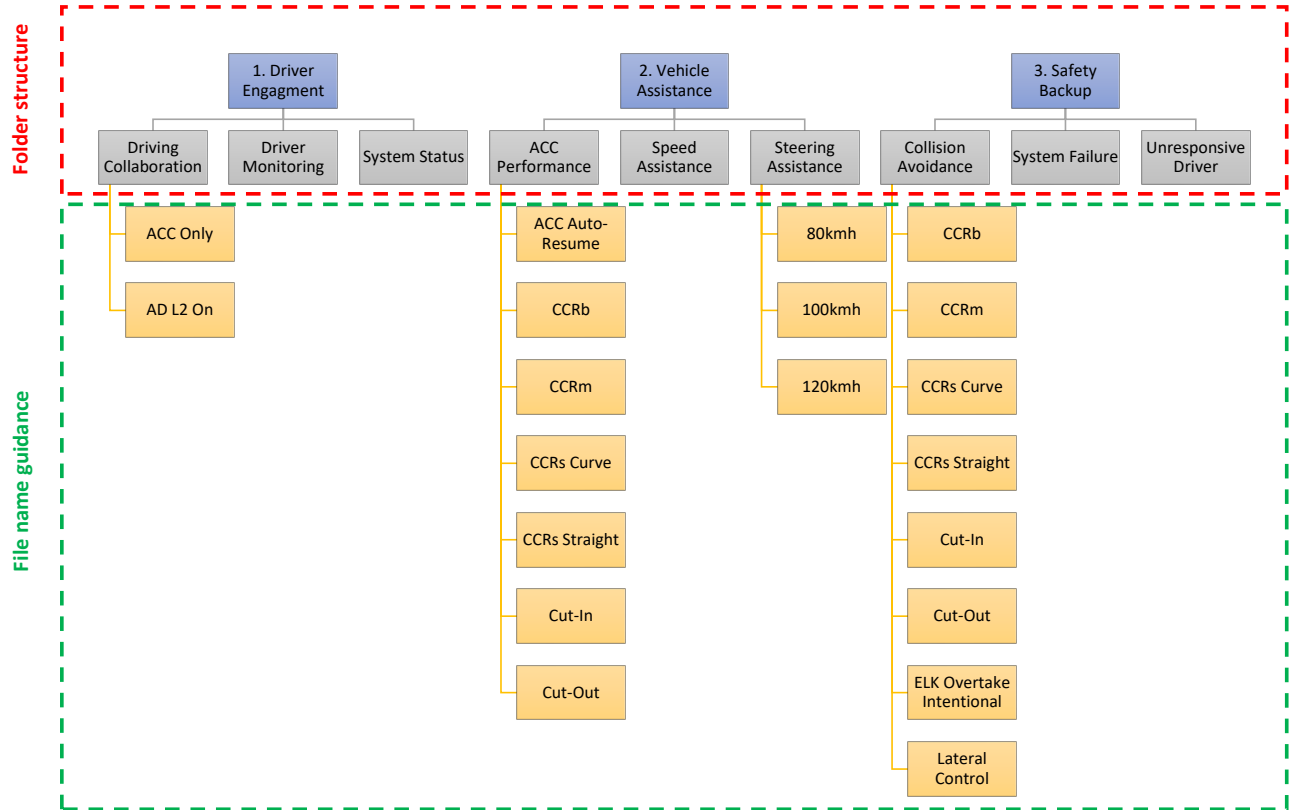 Folder structure
1. Driver
Engagment
2. Vehicle
Assistance
3. Safety
Backup
Driving
Collaboration
Driver
Monitoring
System Status
ACC
Performance
Speed
Assistance
Steering
Assistance
Collision
Avoidance
System Failure
Unresponsive
Driver
File name guidance
ACC Only
AD L2 On
ACC Auto-
Resume
CCRb
CCRm
CCRs Curve
CCRs Straight
Cut-In
Cut-Out
80kmh
100kmh
120kmh
CCRb
CCRm
CCRs Curve
CCRs Straight
Cut-In
Cut-Out
ELK Overtake
Intentional
Lateral
Control